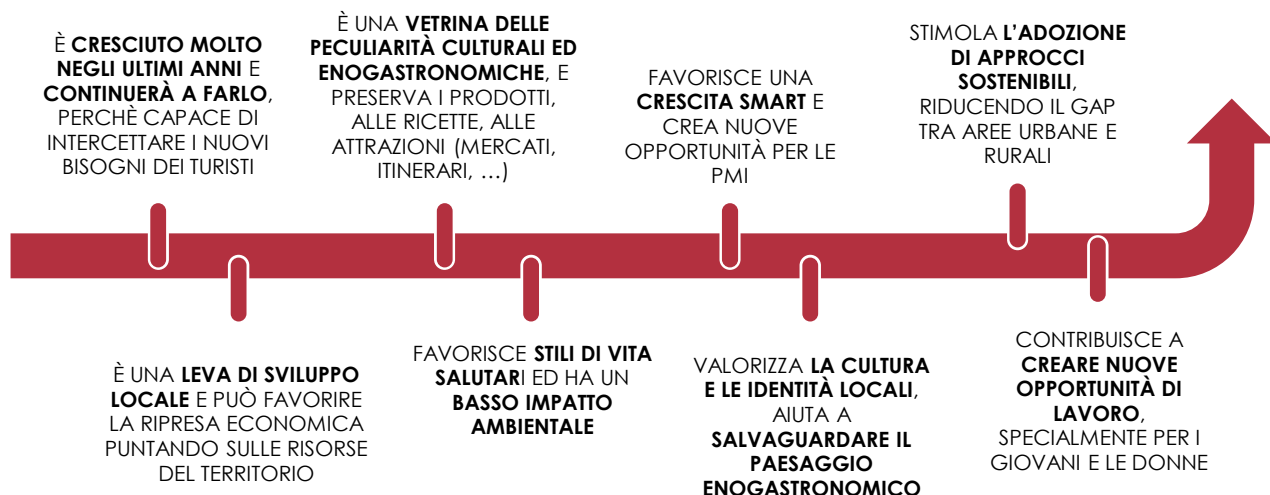 È CRESCIUTO MOLTO
NEGLI ULTIMI ANNI E
CONTINUERÀ A FARLO,
PERCHÈ CAPACE DI
INTERCETTARE I NUOVI
BISOGNI DEI TURISTI
È UNA LEVA DI SVILUPPO
LOCALE E PUÒ FAVORIRE
LA RIPRESA ECONOMICA
PUNTANDO SULLE RISORSE
DEL TERRITORIO
È UNA VETRINA DELLE
PECULIARITÀ CULTURALI ED
ENOGASTRONOMICHE, E
PRESERVA I PRODOTTI,
ALLE RICETTE, ALLE
ATTRAZIONI (MERCATI,
ITINERARI, …)
FAVORISCE STILI DI VITA
SALUTARI ED HA UN
BASSO IMPATTO
AMBIENTALE
FAVORISCE UNA
CRESCITA SMART E
CREA NUOVE
OPPORTUNITÀ PER LE
PMI
VALORIZZA LA CULTURA
E LE IDENTITÀ LOCALI,
AIUTA A
SALVAGUARDARE IL
PAESAGGIO
ENOGASTRONOMICO
STIMOLA L'ADOZIONE
DI APPROCCI
SOSTENIBILI,
RIDUCENDO IL GAP
TRA AREE URBANE E
RURALI
CONTRIBUISCE A
CREARE NUOVE
OPPORTUNITÀ DI
LAVORO,
SPECIALMENTE PER I
GIOVANI E LE DONNE